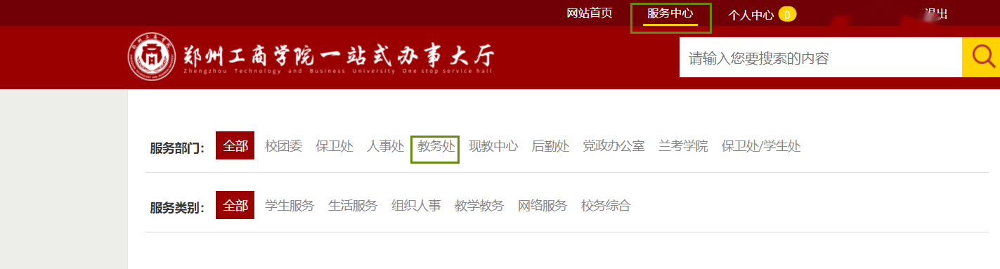 网站首页 服务中心 个人中心 0 退出
郑州工商学院一站式办事大厅
Zhengzhou Technology and Business University One stop service hall
请输入您要搜索的内容
服务部门： 全部 校团委 保卫处 人事处 教务处 现教中心 后勤处 党政办公室 兰考学院 保卫处/学生处
服务类别： 全部 学生服务 生活服务 组织人事 教学教务 网络服务 校务综合